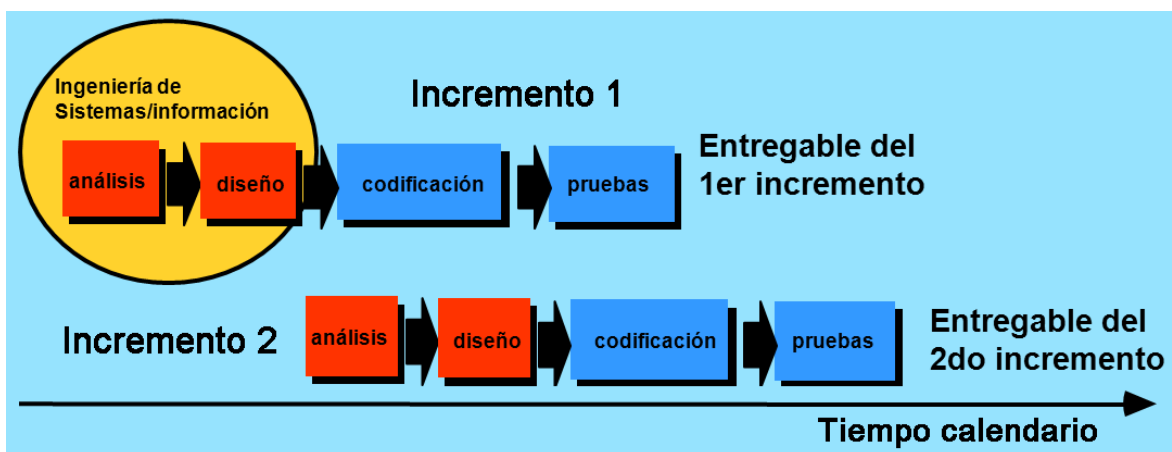 Ingeniería de
Sistemas/información
Incremento 1
análisis
diseño
codificación
pruebas
Entregable del
1er incremento
Incremento 2
análisis
diseño
codificación
pruebas
Entregable del
2do incremento
Tiempo calendario